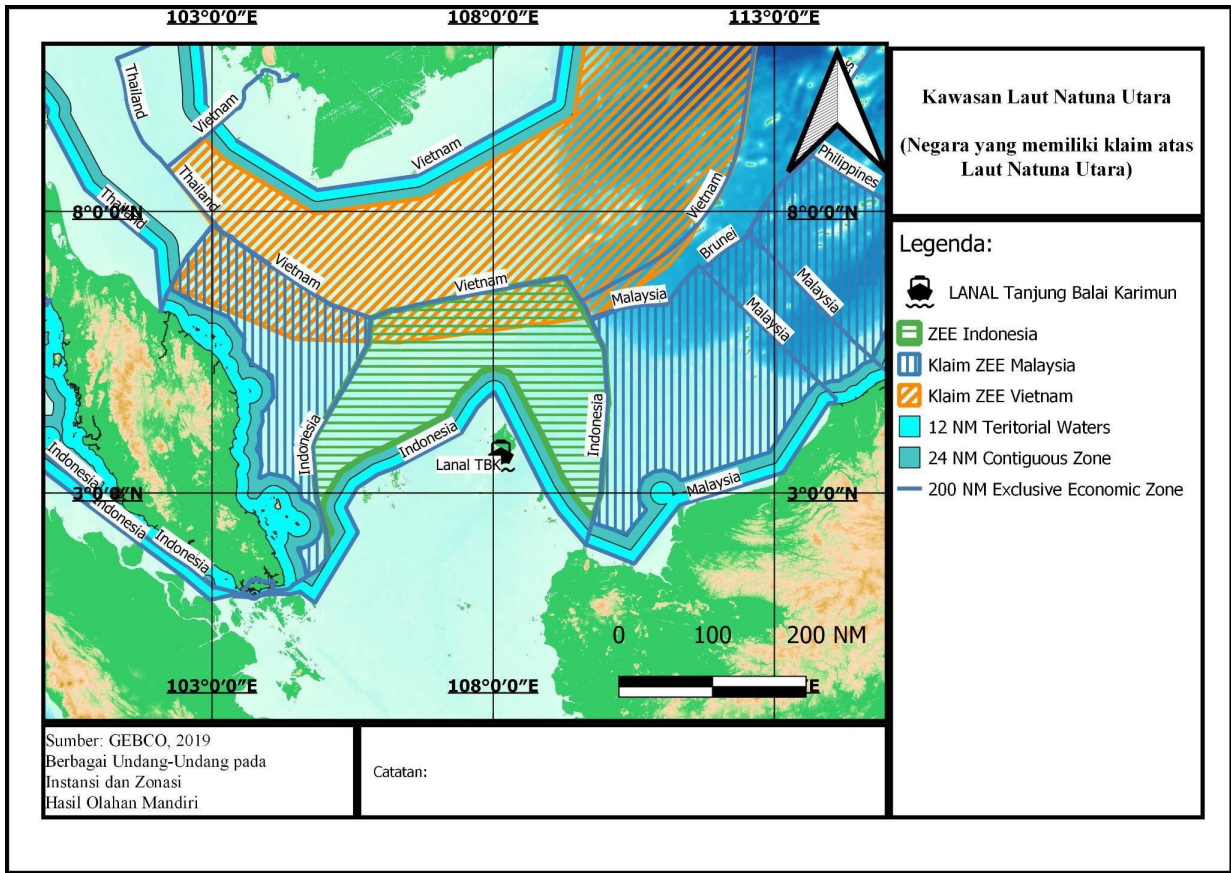 103°0′0″E
108°0′0″E
113°0′0″E
Thailand
Vietnam
Vietnam
Philippines
Thailand
Thailand
Vietnam
8°0′0″N
8°0′0″N
Brunei
Vietnam
Vietnam
Malaysia
Malaysia
Malaysia
Indonesia
Indonesia
Indonesia
Lanal TBK
Indonesia
3°0′0″N
Malaysia
3°0′0″N
Indonesia
Indonesia
0 100 200 NM
103°0′0″E
108°0′0″E
Kawasan Laut Natuna Utara
(Negara yang memiliki klaim atas
Laut Natuna Utara)
Legenda:
LANAL Tanjung Balai Karimun
ZEE Indonesia
Klaim ZEE Malaysia
Klaim ZEE Vietnam
12 NM Teritorial Waters
24 NM Contiguous Zone
200 NM Exclusive Economic Zone
Sumber: GEBCO, 2019
Berbagai Undang-Undang pada
Instansi dan Zonasi
Hasil Olahan Mandiri
Catatan: